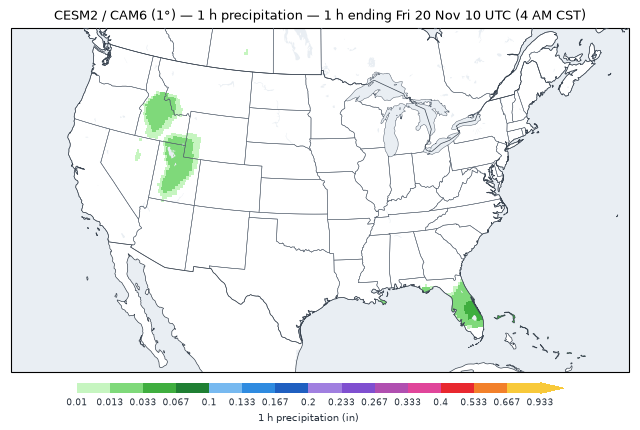 CESM2 / CAM6 (1°) — 1 h precipitation — 1 h ending Fri 20 Nov 10 UTC (4 AM CST)
0.01 0.013 0.033 0.067 0.1 0.133 0.167 0.2 0.233 0.267 0.333 0.4 0.533 0.667 0.933
1 h precipitation (in)